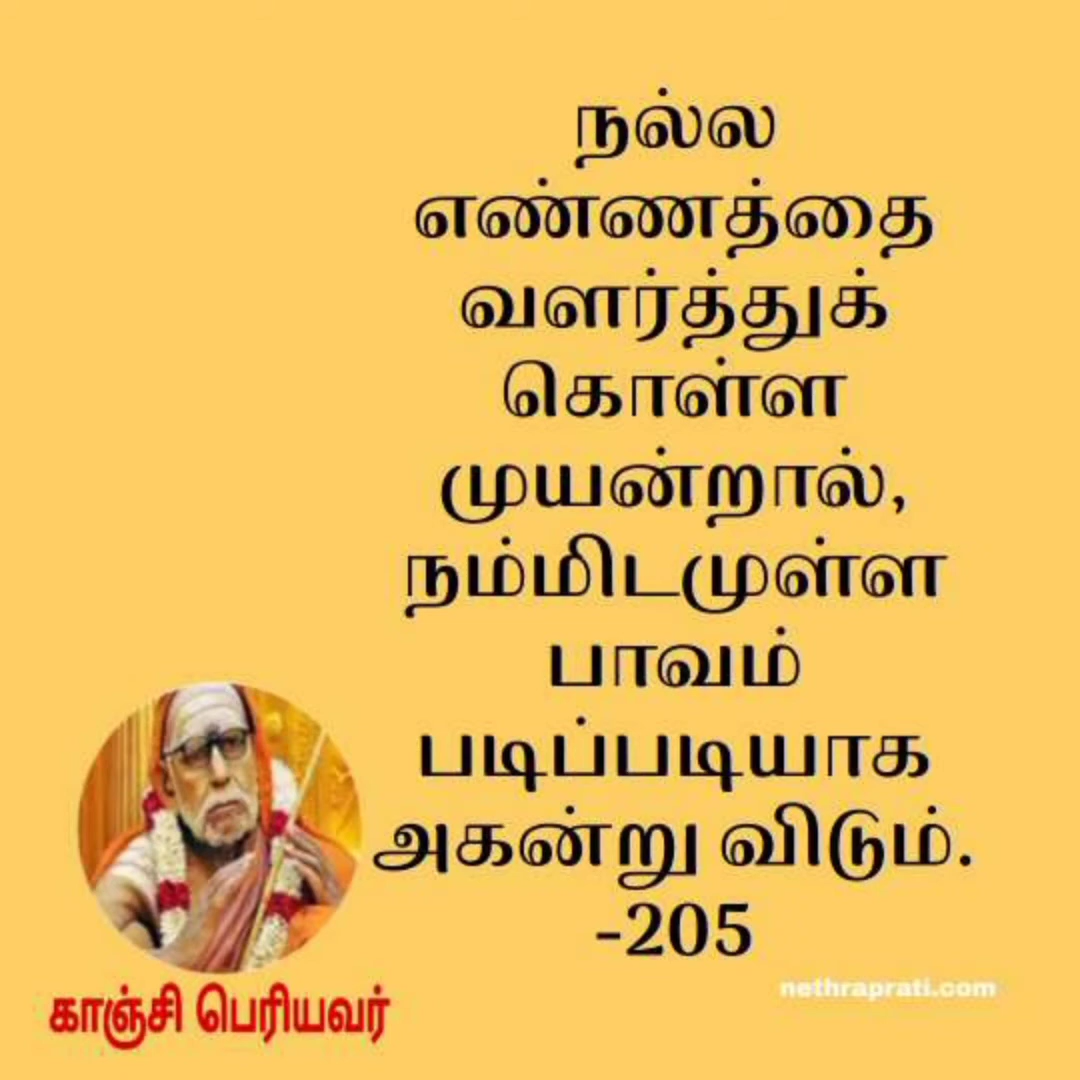 நல்ல
எண்ணத்தை
வளர்த்துக்
கொள்ள
முயன்றால்,
நம்மிடமுள்ள
பாவம்
படிப்படியாக
அகன்று விடும்.
-205
nethraprati.com
காஞ்சி பெரியவர்